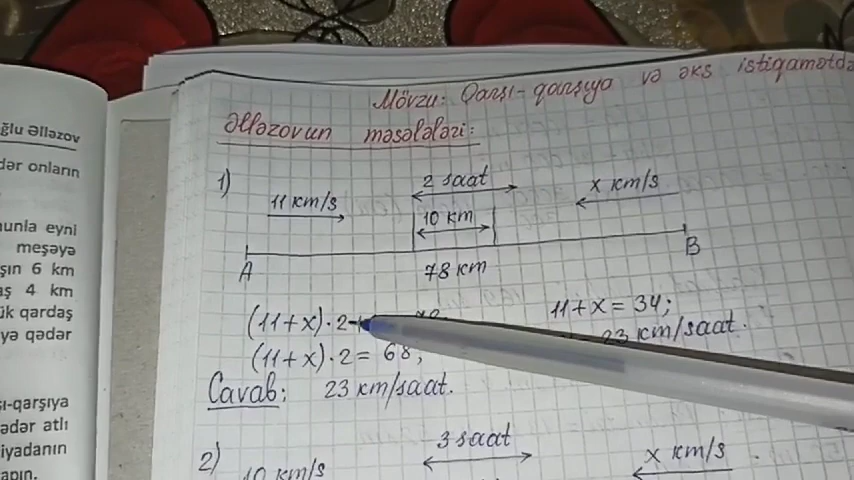 Mövzu: Qarşı-qarşıya və əks istiqamətdə
Əlləzovun məsələləri:
1)
2 saat
11 km/s
x km/s
10 km
A
78 km
B
(11+x)·2
11+x = 34;
23 km/saat.
(11+x)·2 = 68;
Cavab: 23 km/saat.
2)
3 saat
10 km/s
x km/s
ğlu Əlləzov
dər onların
unla eyni
meşəyə
şın 6 km
aş 4 km
ük qardaş
yə qədər
ı-qarşıya
ədər atlı
iyadanın
apın.